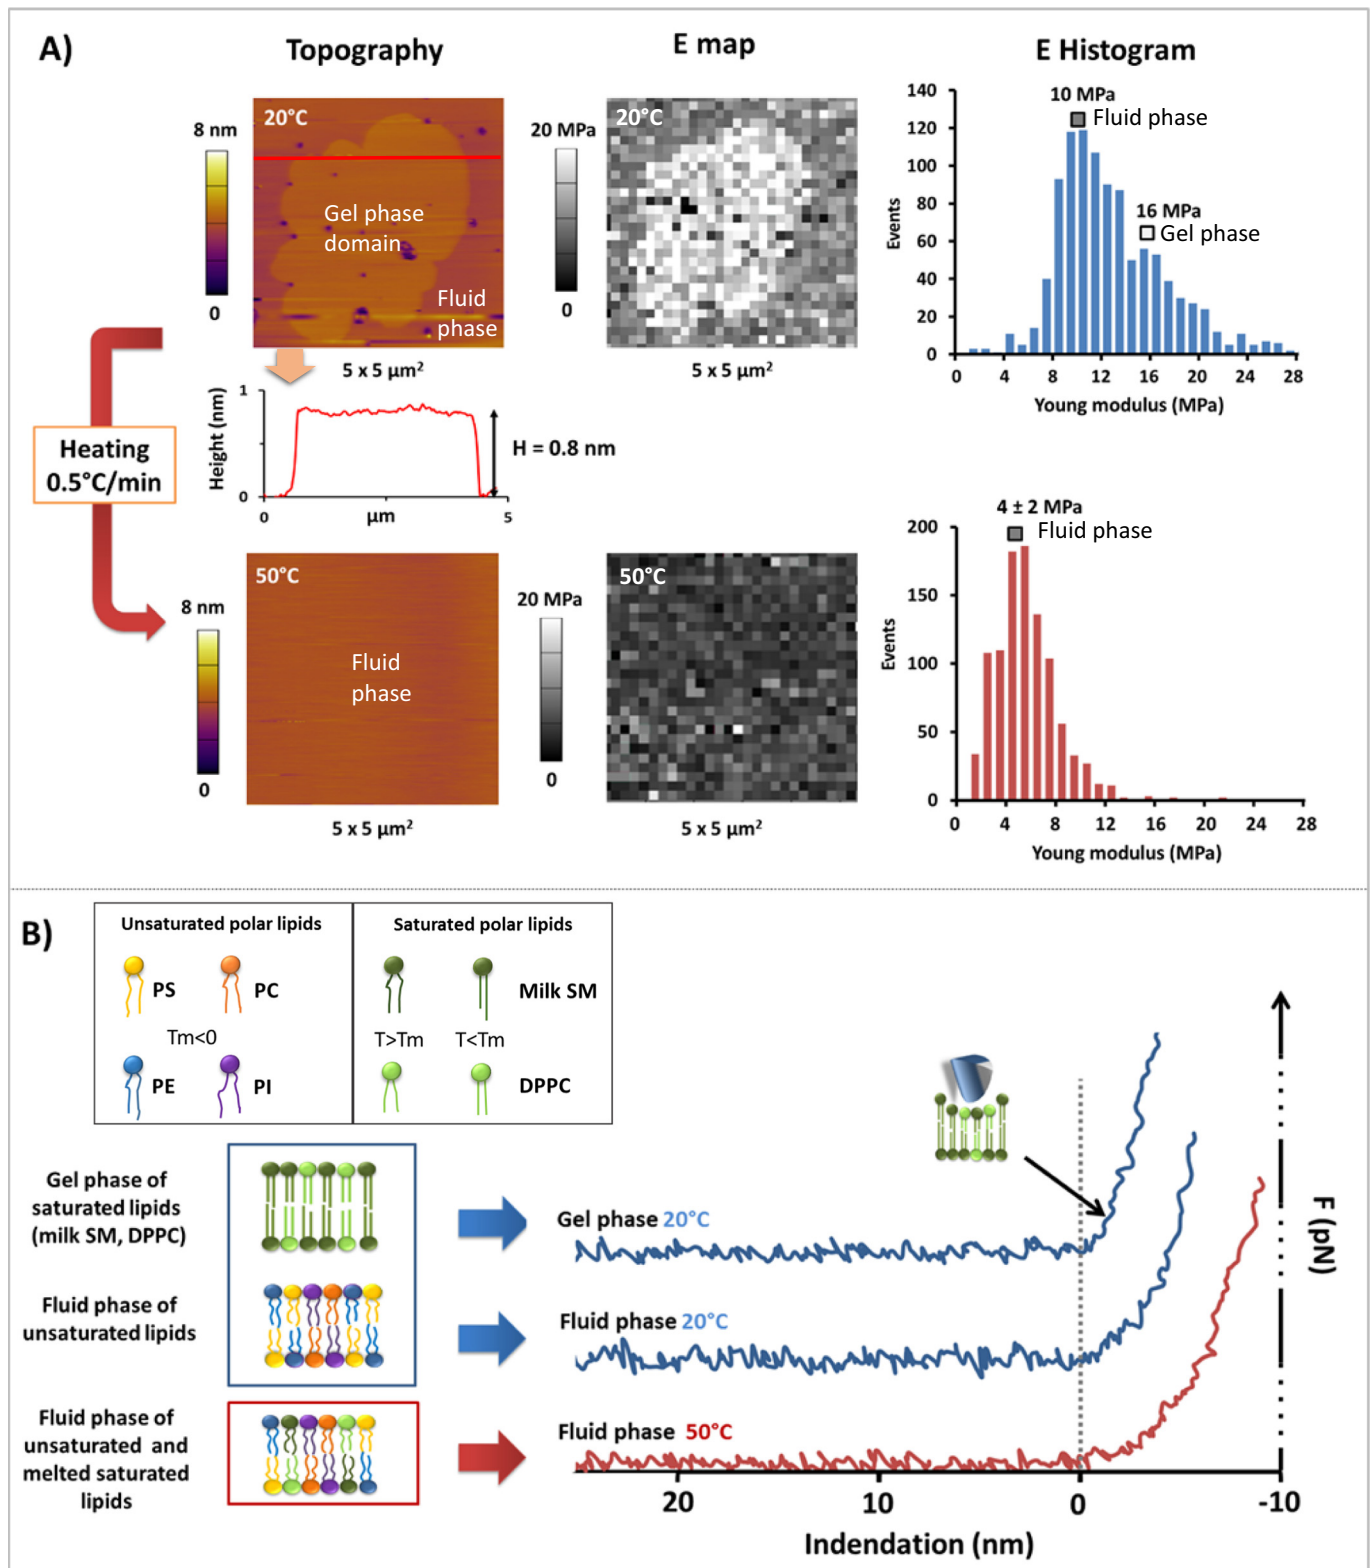 A)
Topography
E map
E Histogram
8 nm
0
20°C
Gel phase
domain
Fluid
phase
5 x 5 µm²
20 MPa
0
20°C
5 x 5 µm²
140
120
100
80
60
40
20
0
Events
10 MPa
Fluid phase
16 MPa
Gel phase
0 4 8 12 16 20 24 28
Young modulus (MPa)
Heating
0.5°C/min
Height (nm)
1
0
H = 0.8 nm
0 µm 5
8 nm
0
50°C
Fluid
phase
5 x 5 µm²
20 MPa
0
50°C
5 x 5 µm²
4 ± 2 MPa
Fluid phase
200
150
100
50
0
Events
0 4 8 12 16 20 24 28
Young modulus (MPa)
B)
Unsaturated polar lipids
PS
PC
Tm<0
PE
PI
Saturated polar lipids
Milk SM
T>Tm T<Tm
DPPC
Gel phase of
saturated lipids
(milk SM, DPPC)
Fluid phase of
unsaturated lipids
Fluid phase of
unsaturated and
melted saturated
lipids
Gel phase 20°C
Fluid phase 20°C
Fluid phase 50°C
F (pN)
20 10 0 -10
Indendation (nm)